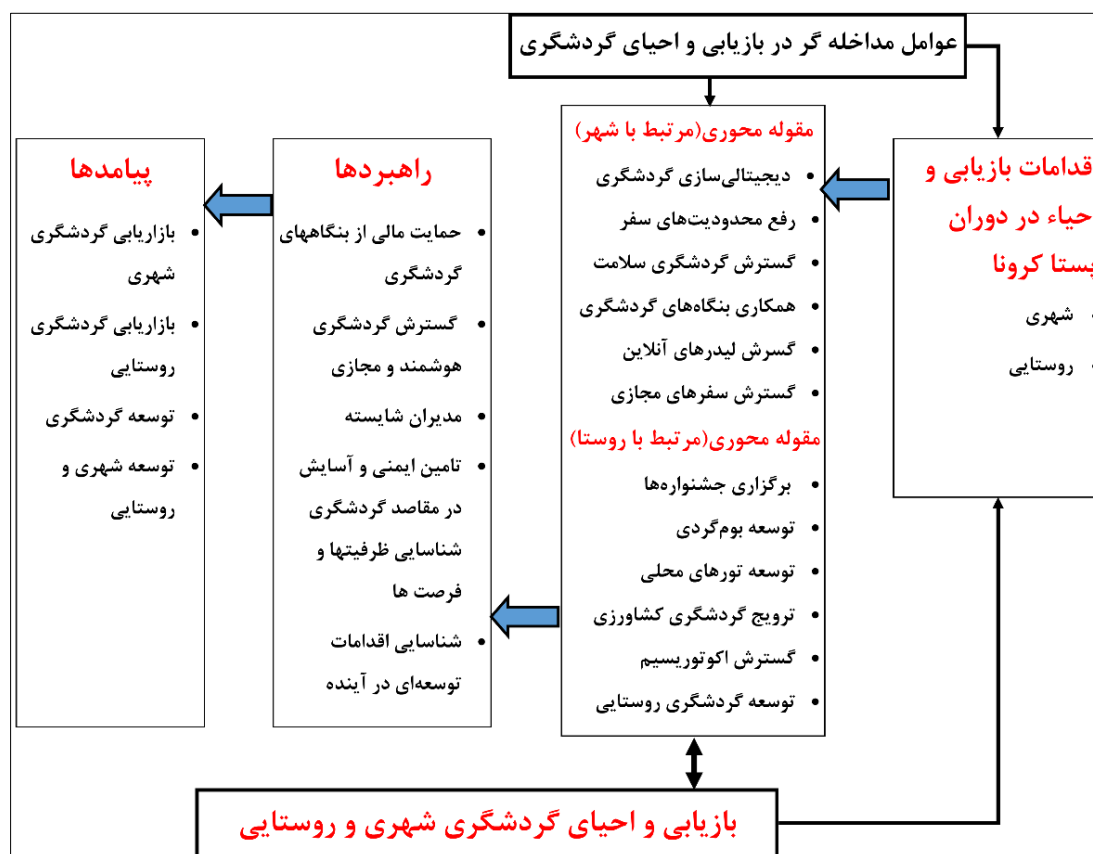 عوامل مداخله گر در بازیابی و احیای گردشگری
قدامات بازیابی و
حیاء در دوران
پستا کرونا
• شهری
• روستایی
مقوله محوری(مرتبط با شهر)
• دیجیتالی‌سازی گردشگری
• رفع محدودیت‌های سفر
• گسترش گردشگری سلامت
• همکاری بنگاه‌های گردشگری
• گسرش لیدرهای آنلاین
• گسترش سفرهای مجازی
مقوله محوری(مرتبط با روستا)
• برگزاری جشنواره‌ها
• توسعه بوم‌گردی
• توسعه تورهای محلی
• ترویج گردشگری کشاورزی
• گسترش اکوتوریسیم
• توسعه گردشگری روستایی
راهبردها
• حمایت مالی از بنگاههای
گردشگری
• گسترش گردشگری
هوشمند و مجازی
• مدیران شایسته
• تامین ایمنی و آسایش
در مقاصد گردشگری
شناسایی ظرفیتها و
فرصت ها
• شناسایی اقدامات
توسعه‌ای در آینده
پیامدها
• بازاریابی گردشگری
شهری
• بازاریابی گردشگری
روستایی
• توسعه گردشگری
• توسعه شهری و
روستایی
بازیابی و احیای گردشگری شهری و روستایی